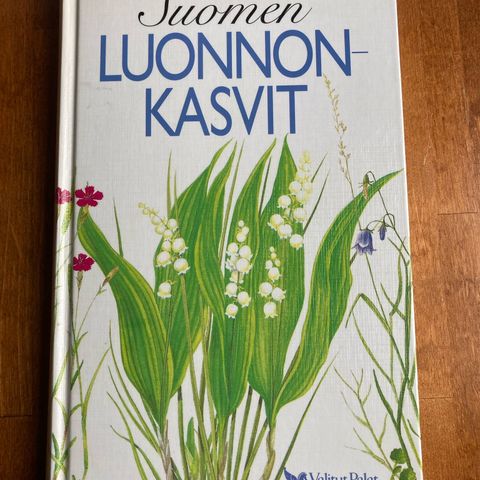 Suomen
LUONNON-
KASVIT
Valitut Palat